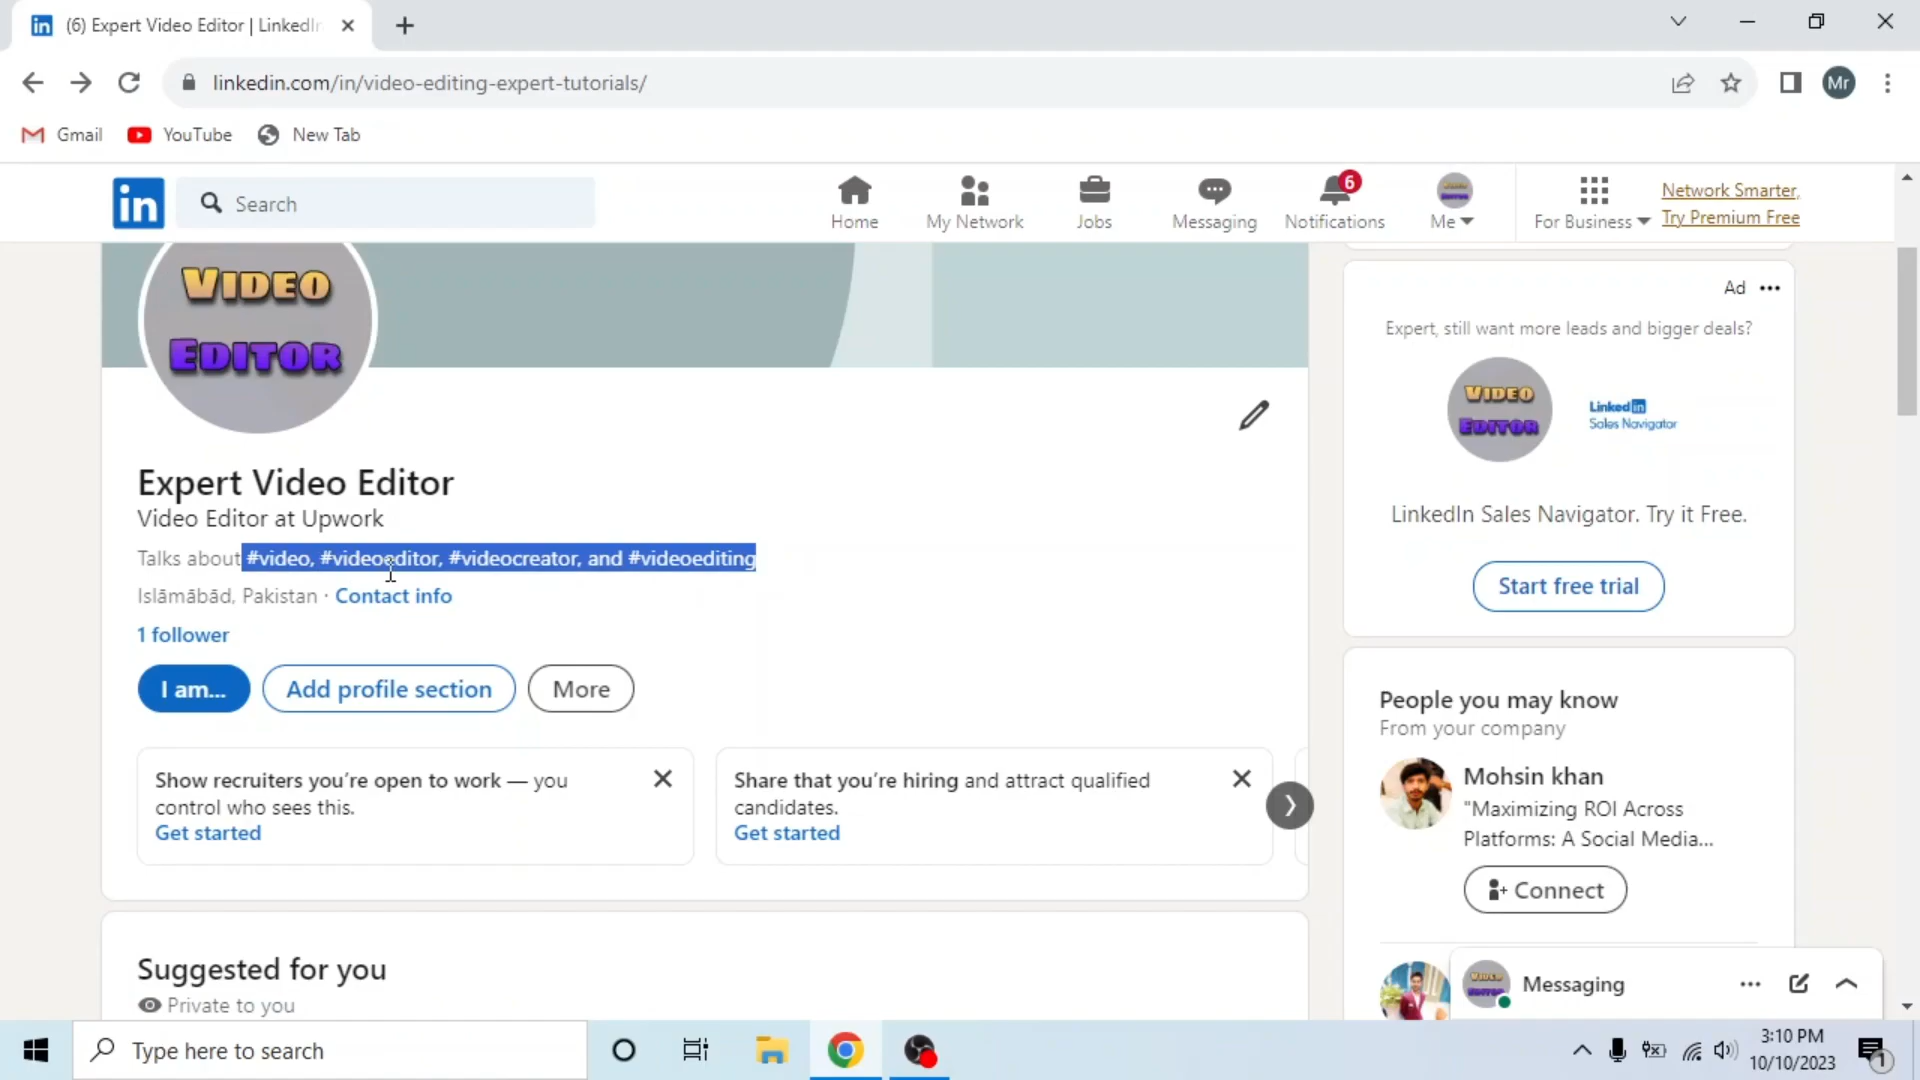 (6) Expert Video Editor | LinkedIn
linkedin.com/in/video-editing-expert-tutorials/
Mr
Gmail
YouTube
New Tab
in
Search
Home
My Network
Jobs
Messaging
6
Notifications
Me
For Business
Network Smarter,
Try Premium Free
VIDEO
EDITOR
Ad
Expert, still want more leads and bigger deals?
VIDEO
EDITOR
Linked in
Sales Navigator
LinkedIn Sales Navigator. Try it Free.
Start free trial
Expert Video Editor
Video Editor at Upwork
Talks about #video, #videoeditor, #videocreator, and #videoediting
Islāmābād, Pakistan · Contact info
1 follower
I am...
Add profile section
More
Show recruiters you're open to work — you
control who sees this.
Get started
Share that you're hiring and attract qualified
candidates.
Get started
People you may know
From your company
Mohsin khan
"Maximizing ROI Across
Platforms: A Social Media...
Connect
Suggested for you
Private to you
Messaging
Type here to search
3:10 PM
10/10/2023
1